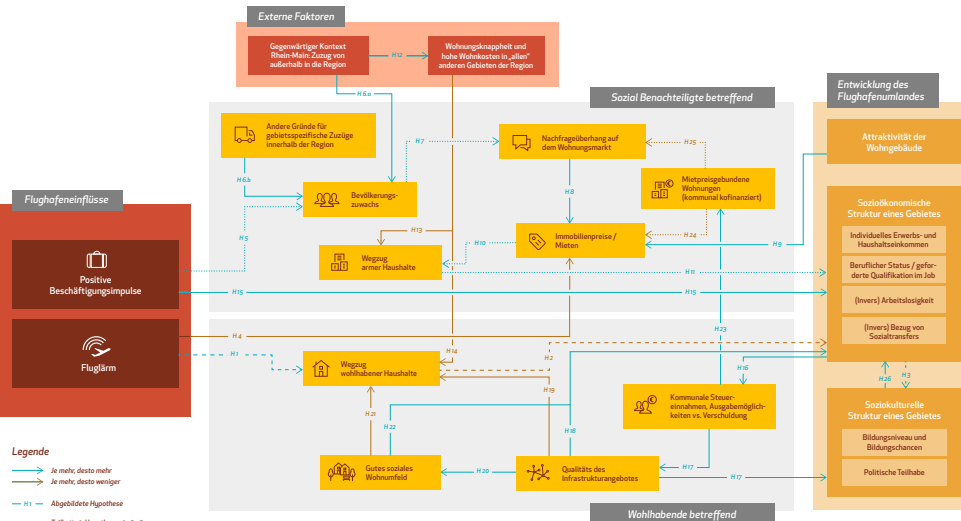 Externe Faktoren
Gegenwärtiger Kontext
Rhein-Main: Zuzug von
außerhalb in die Region
H12
Wohnungsknappheit und
hohe Wohnkosten in „allen"
anderen Gebieten der Region
H6.a
Sozial Benachteiligte betreffend
Entwicklung des
Flughafenumlandes
Andere Gründe für
gebietsspezifische Zuzüge
innerhalb der Region
H7
Nachfrageüberhang auf
dem Wohnungsmarkt
H25
Attraktivität der
Wohngebäude
H6.b
Bevölkerungs-
zuwachs
H8
Mietpreisgebundene
Wohnungen
(kommunal kofinanziert)
Flughafeneinflüsse
Sozioökonomische
Struktur eines Gebietes
H5
H13
H10
Immobilienpreise /
Mieten
H24
H9
Individuelles Erwerbs- und
Haushaltseinkommen
Wegzug
armer Haushalte
H11
Beruflicher Status / gefor-
derte Qualifikation im Job
Positive
Beschäftigungsimpulse
H15
H15
(Invers) Arbeitslosigkeit
(Invers) Bezug von
Sozialtransfers
H4
H23
Fluglärm
H1
H14
H2
Wegzug
wohlhabener Haushalte
H16
H26
H3
H19
H21
H22
H18
Kommunale Steuer-
einnahmen, Ausgabemöglich-
keiten vs. Verschuldung
Soziokulturelle
Struktur eines Gebietes
Bildungsniveau und
Bildungschancen
Legende
Je mehr, desto mehr
Je mehr, desto weniger
H1 Abgebildete Hypothese
Gutes soziales
Wohnumfeld
H20
Qualitäts des
Infrastrukturangebotes
H17
H17
Politische Teilhabe
Wohlhabende betreffend